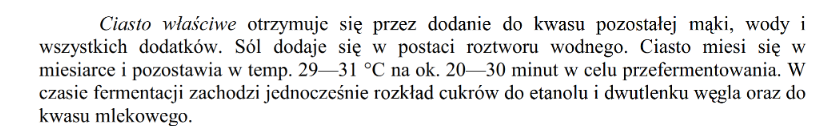 Ciasto właściwe otrzymuje się przez dodanie do kwasu pozostałej mąki, wody i
wszystkich dodatków. Sól dodaje się w postaci roztworu wodnego. Ciasto miesi się w
miesiarce i pozostawia w temp. 29—31 °C na ok. 20—30 minut w celu przefermentowania. W
czasie fermentacji zachodzi jednocześnie rozkład cukrów do etanolu i dwutlenku węgla oraz do
kwasu mlekowego.